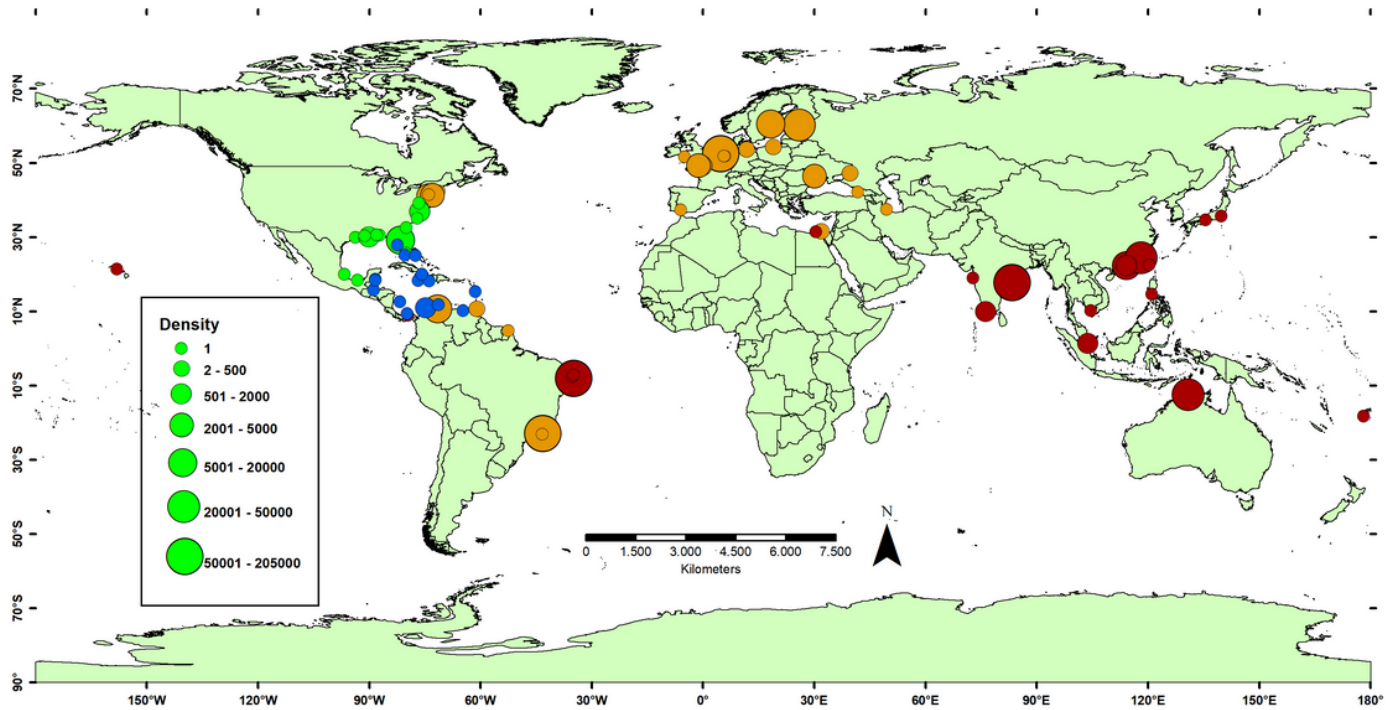 70°N
50°N
30°N
10°N
10°S
30°S
50°S
70°S
90°
Density
1
2 - 500
501 - 2000
2001 - 5000
5001 - 20000
20001 - 50000
50001 - 205000
N
0 1.500 3.000 4.500 6.000 7.500
Kilometers
150°W 120°W 90°W 60°W 30°W 0° 30°E 60°E 90°E 120°E 150°E 180°